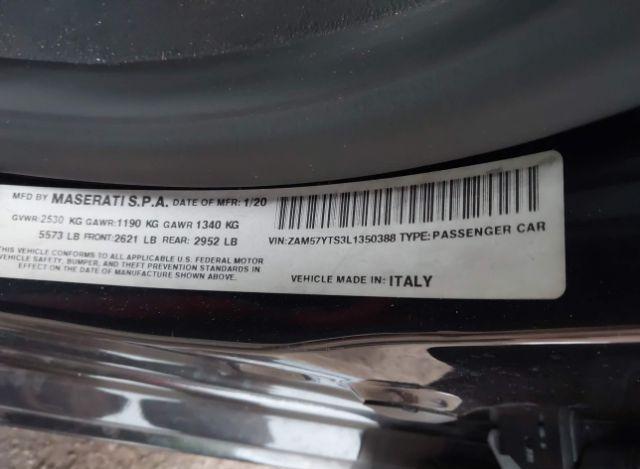 MFD BY MASERATI S.P.A. DATE OF MFR: 1/20
GVWR:2530 KG GAWR:1190 KG GAWR 1340 KG
5573 LB FRONT:2621 LB REAR: 2952 LB
THIS VEHICLE CONFORMS TO ALL APPLICABLE U.S. FEDERAL MOTOR
VEHICLE SAFETY, BUMPER, AND THEFT PREVENTION STANDARDS IN
EFFECT ON THE DATE OF MANUFACTURE SHOWN ABOVE.
VIN:ZAM57YTS3L1350388 TYPE:PASSENGER CAR
VEHICLE MADE IN: ITALY